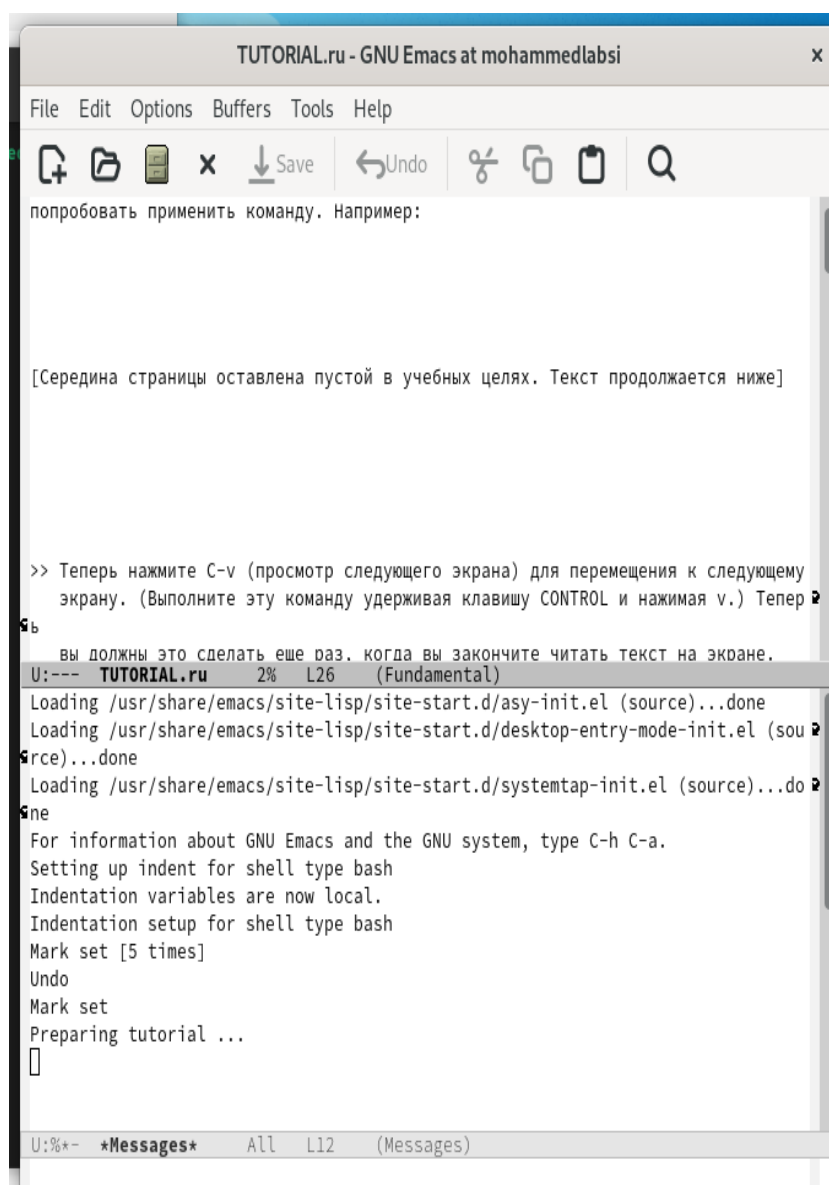 TUTORIAL.ru - GNU Emacs at mohammedlabsi
File Edit Options Buffers Tools Help
Save Undo
попробовать применить команду. Например:
[Середина страницы оставлена пустой в учебных целях. Текст продолжается ниже]
>> Теперь нажмите C-v (просмотр следующего экрана) для перемещения к следующему
экрану. (Выполните эту команду удерживая клавишу CONTROL и нажимая v.) Тепер
ь
вы должны это сделать еще раз, когда вы закончите читать текст на экране.
U:--- TUTORIAL.ru 2% L26 (Fundamental)
Loading /usr/share/emacs/site-lisp/site-start.d/asy-init.el (source)...done
Loading /usr/share/emacs/site-lisp/site-start.d/desktop-entry-mode-init.el (sou
rce)...done
Loading /usr/share/emacs/site-lisp/site-start.d/systemtap-init.el (source)...do
ne
For information about GNU Emacs and the GNU system, type C-h C-a.
Setting up indent for shell type bash
Indentation variables are now local.
Indentation setup for shell type bash
Mark set [5 times]
Undo
Mark set
Preparing tutorial ...
U:%*- *Messages* All L12 (Messages)